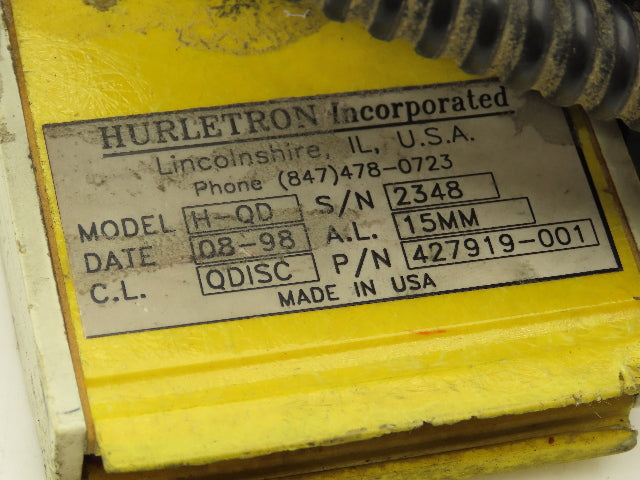 HURLETRON Incorporated
Lincolnshire, IL, U.S.A.
Phone (847)478-0723
MODEL H-QD S/N 2348
DATE 08-98 A.L. 15MM
C.L. QDISC P/N 427919-001
MADE IN USA